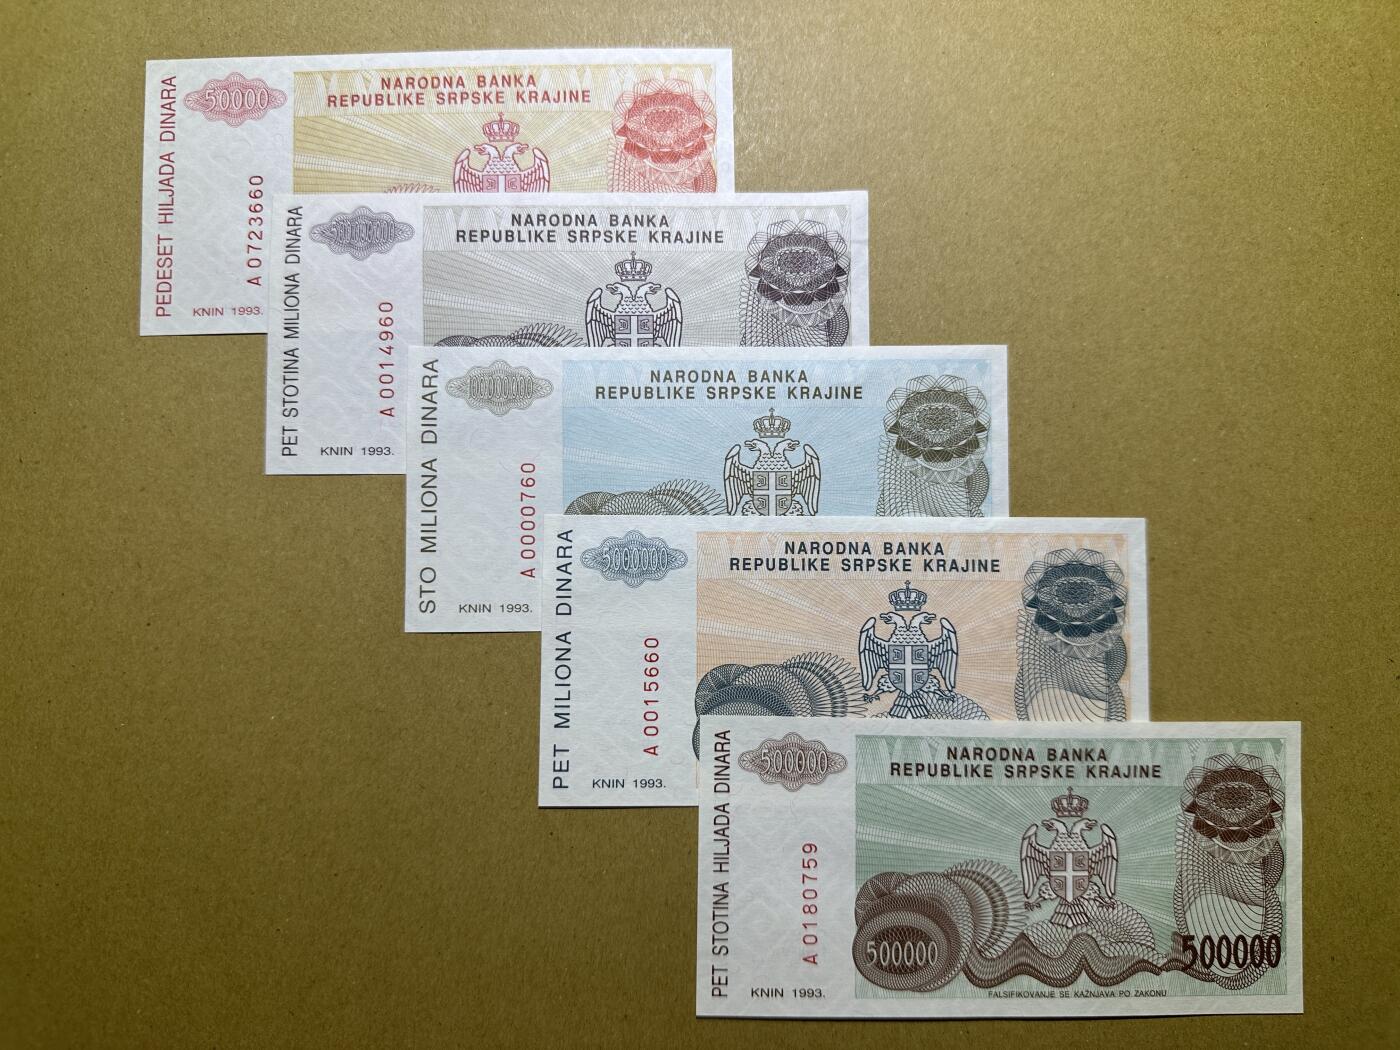 PEDESET HILJADA DINARA
50000
NARODNA BANKA
REPUBLIKE SRPSKE KRAJINE
A 0723660
KNIN 1993.
PET STOTINA MILIONA DINARA
500000000
NARODNA BANKA
REPUBLIKE SRPSKE KRAJINE
A 0014960
KNIN 1993.
STO MILIONA DINARA
100000000
NARODNA BANKA
REPUBLIKE SRPSKE KRAJINE
A 0000760
KNIN 1993.
PET MILIONA DINARA
5000000
NARODNA BANKA
REPUBLIKE SRPSKE KRAJINE
A 0015660
KNIN 1993.
PET STOTINA HILJADA DINARA
500000
NARODNA BANKA
REPUBLIKE SRPSKE KRAJINE
A 0180759
KNIN 1993.
500000
500000
FALSIFIKOVANJE SE KAŽNJAVA PO ZAKONU